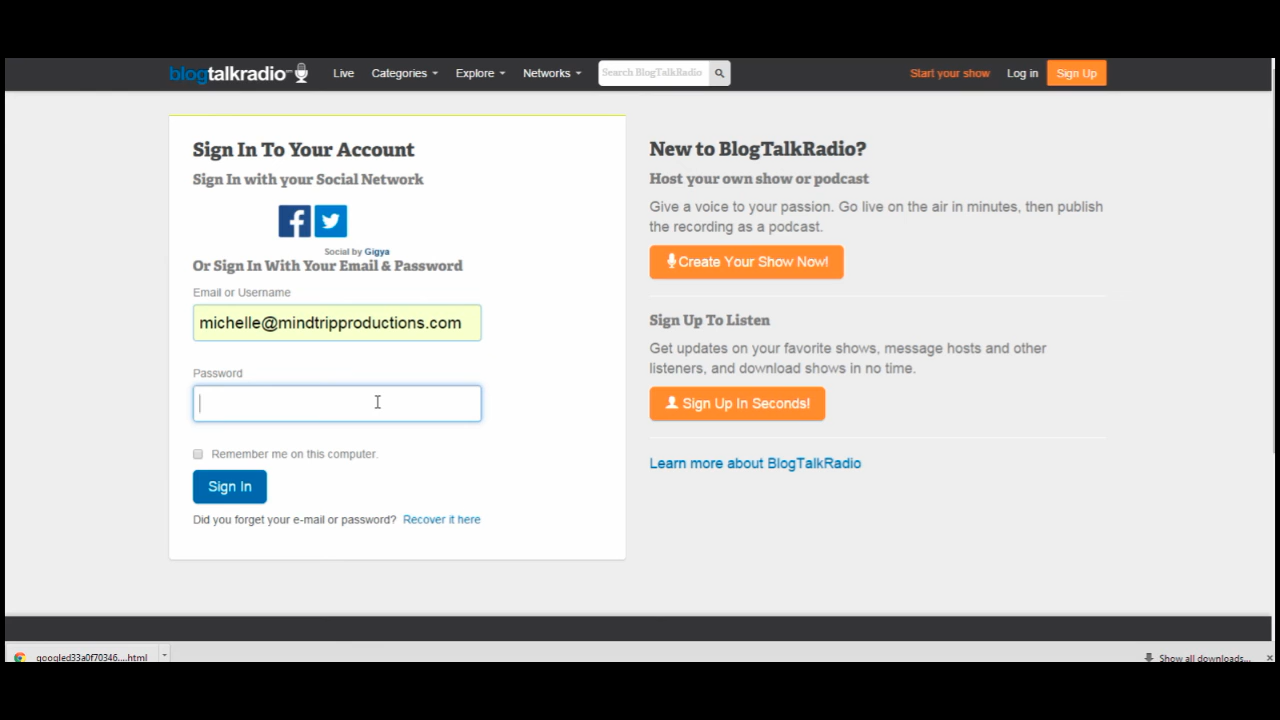 blogtalkradio Live Categories Explore Networks Search BlogTalkRadio Start your show Log in Sign Up
Sign In To Your Account
Sign In with your Social Network
Social by Gigya
Or Sign In With Your Email & Password
Email or Username
michelle@mindtripproductions.com
Password
Remember me on this computer.
Sign In
Did you forget your e-mail or password? Recover it here
New to BlogTalkRadio?
Host your own show or podcast
Give a voice to your passion. Go live on the air in minutes, then publish
the recording as a podcast.
Create Your Show Now!
Sign Up To Listen
Get updates on your favorite shows, message hosts and other
listeners, and download shows in no time.
Sign Up In Seconds!
Learn more about BlogTalkRadio
googled33a0f70346....html Show all downloads...